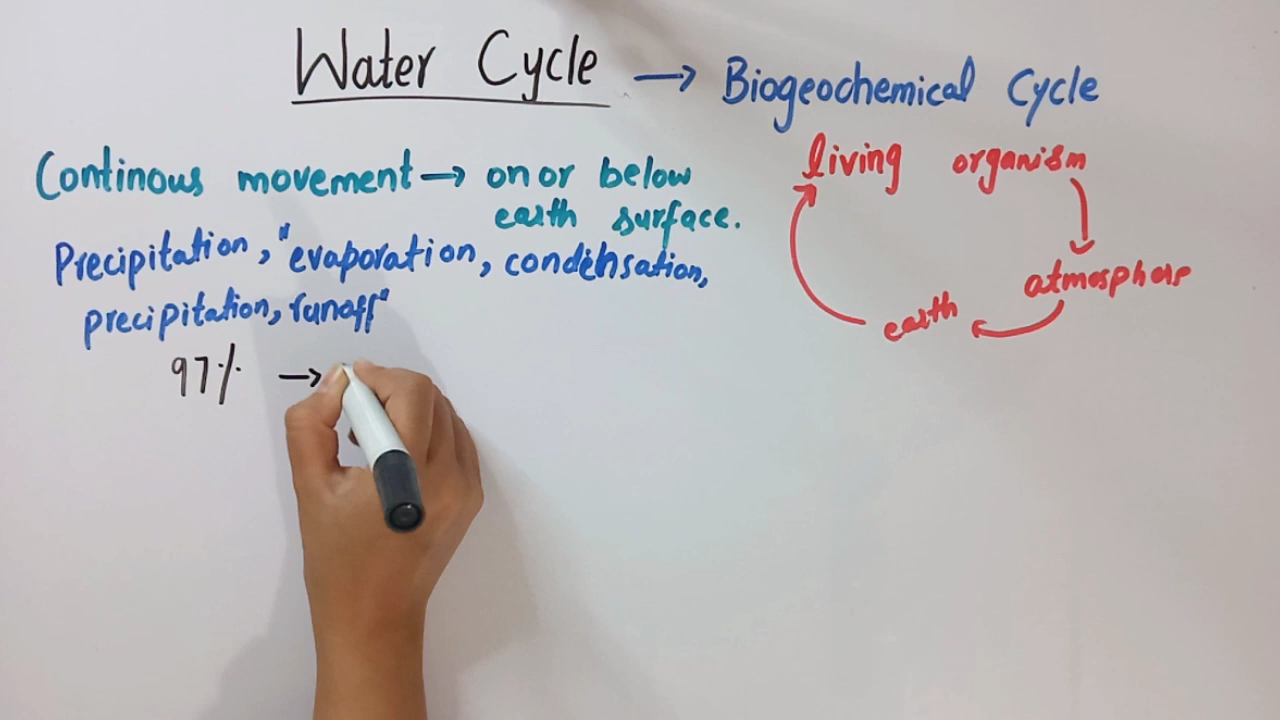 Water Cycle → Biogeochemical Cycle
Continous movement → on or below
earth surface.
Precipitation, "evaporation, condensation,
precipitation, runoff"
97% →
living organism
atmosphere
earth